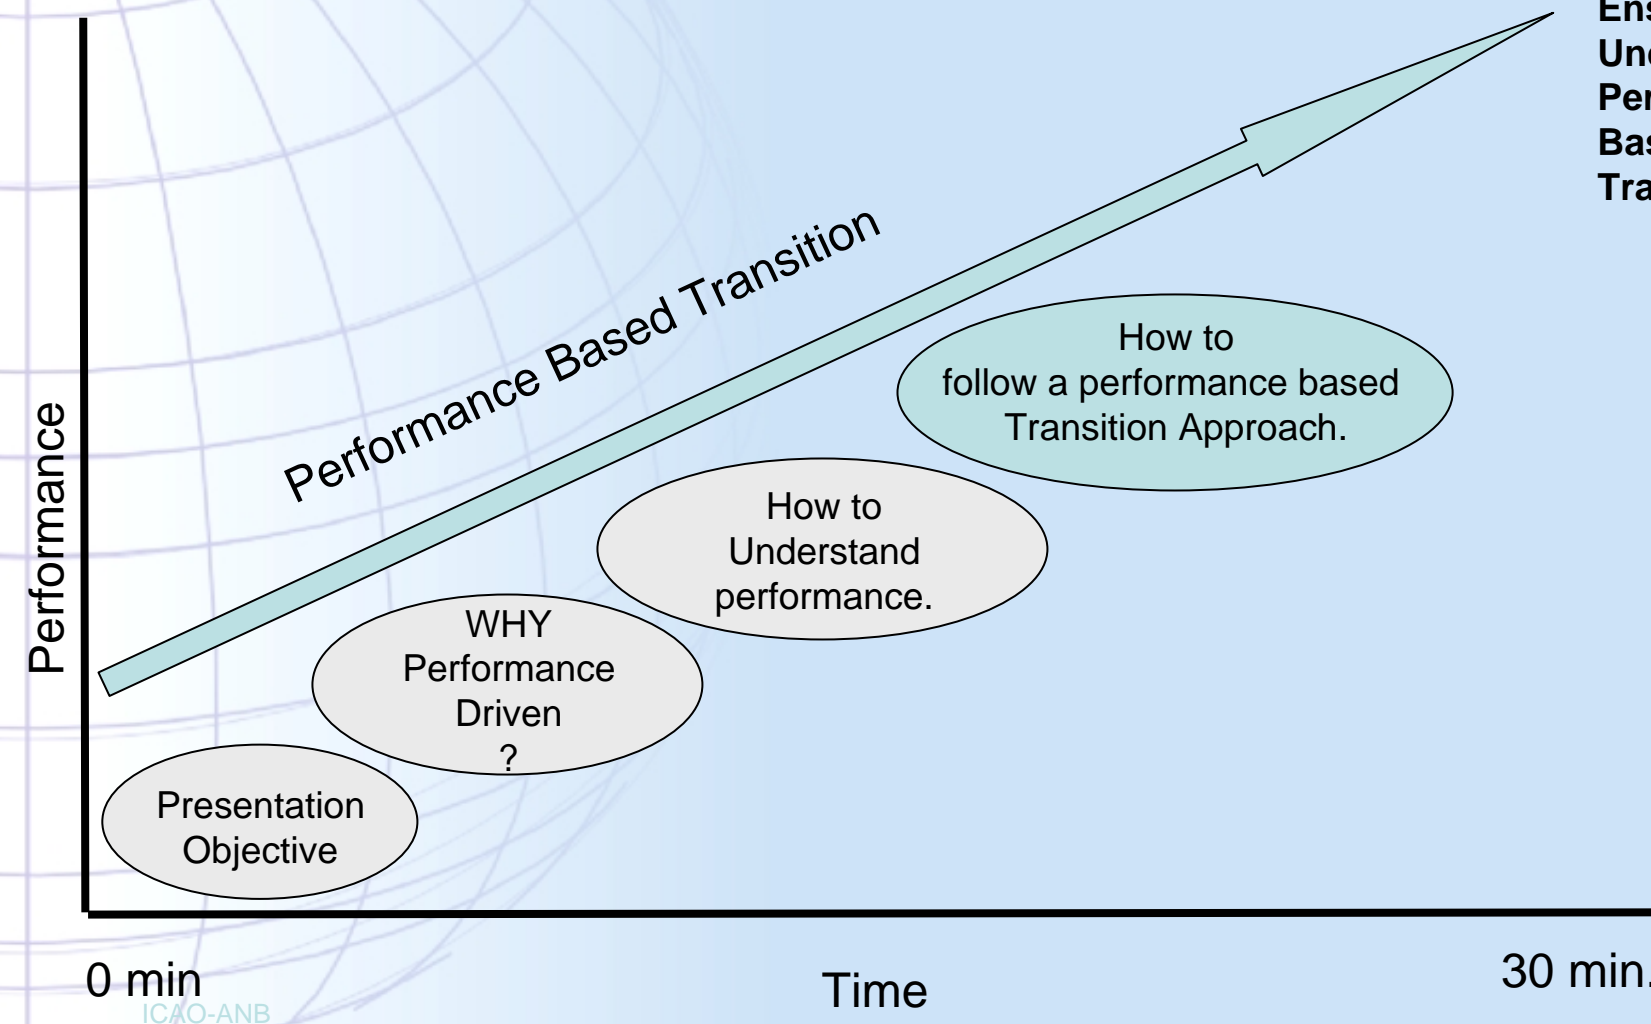 Performance Based Transition
How to
follow a performance based
Transition Approach.
How to
Understand
performance.
WHY
Performance
Driven
?
Presentation
Objective
Performance
0 min
Time
30 min.
ICAO-ANB